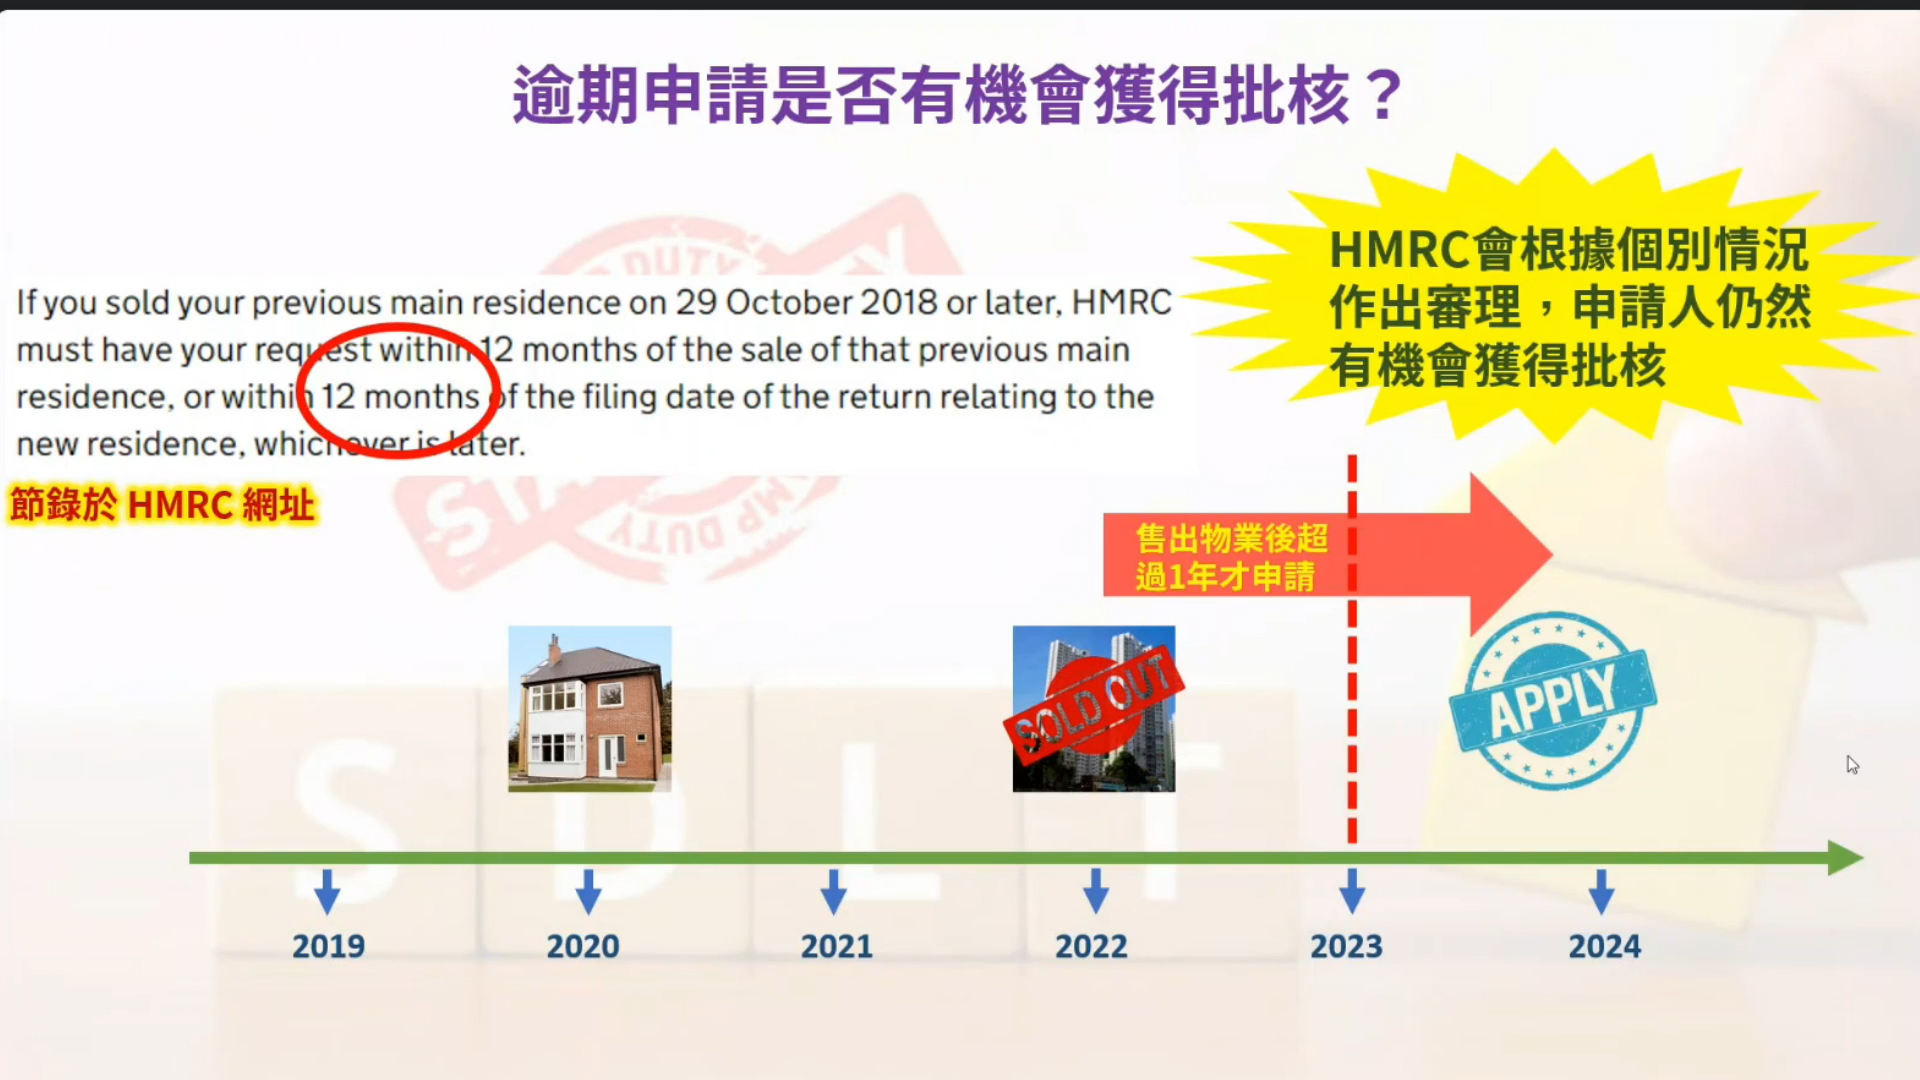 逾期申請是否有機會獲得批核？
HMRC會根據個別情況
作出審理，申請人仍然
有機會獲得批核
If you sold your previous main residence on 29 October 2018 or later, HMRC
must have your request within 12 months of the sale of that previous main
residence, or within 12 months of the filing date of the return relating to the
new residence, whichever is later.
節錄於 HMRC 網址
售出物業後超
過1年才申請
SOLD OUT
APPLY
S D L T
2019 2020 2021 2022 2023 2024